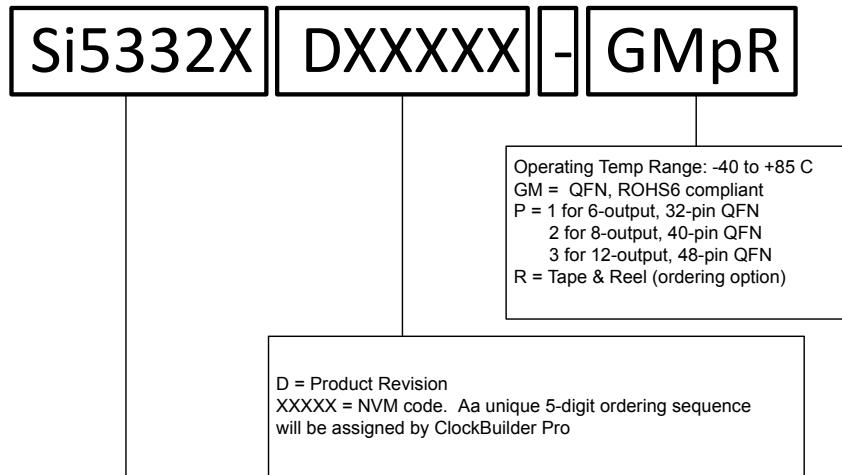 Si5332X DXXXXX - GMpR
Operating Temp Range: -40 to +85 C
GM = QFN, ROHS6 compliant
P = 1 for 6-output, 32-pin QFN
2 for 8-output, 40-pin QFN
3 for 12-output, 48-pin QFN
R = Tape & Reel (ordering option)
D = Product Revision
XXXXX = NVM code. Aa unique 5-digit ordering sequence
will be assigned by ClockBuilder Pro